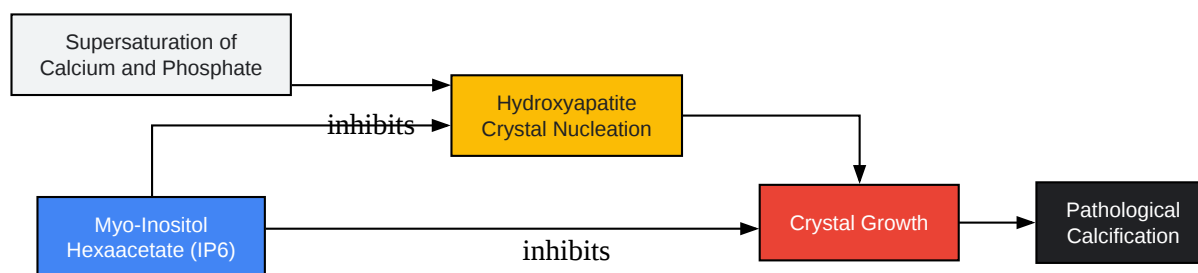 Supersaturation of
Calcium and Phosphate
Hydroxyapatite
Crystal Nucleation
inhibits
Myo-Inositol
Hexaacetate (IP6)
inhibits
Crystal Growth
Pathological
Calcification